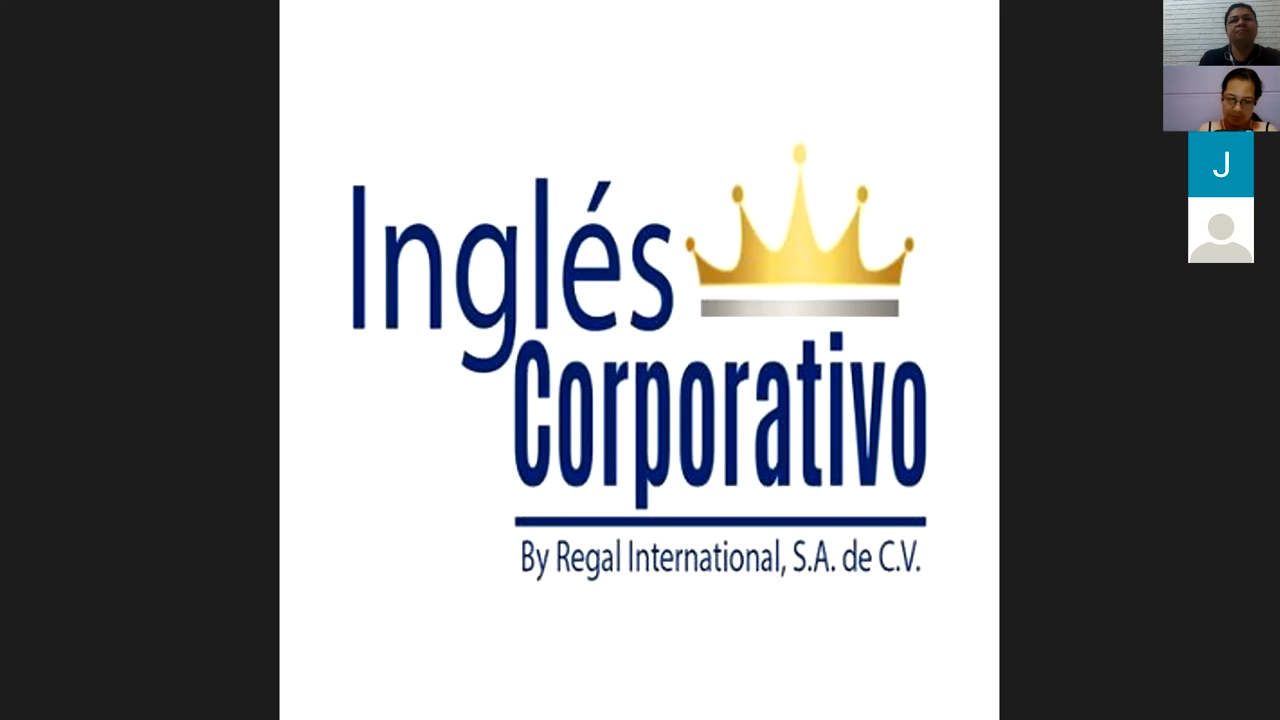 Inglés
Corporativo
By Regal International, S.A. de C.V.
J